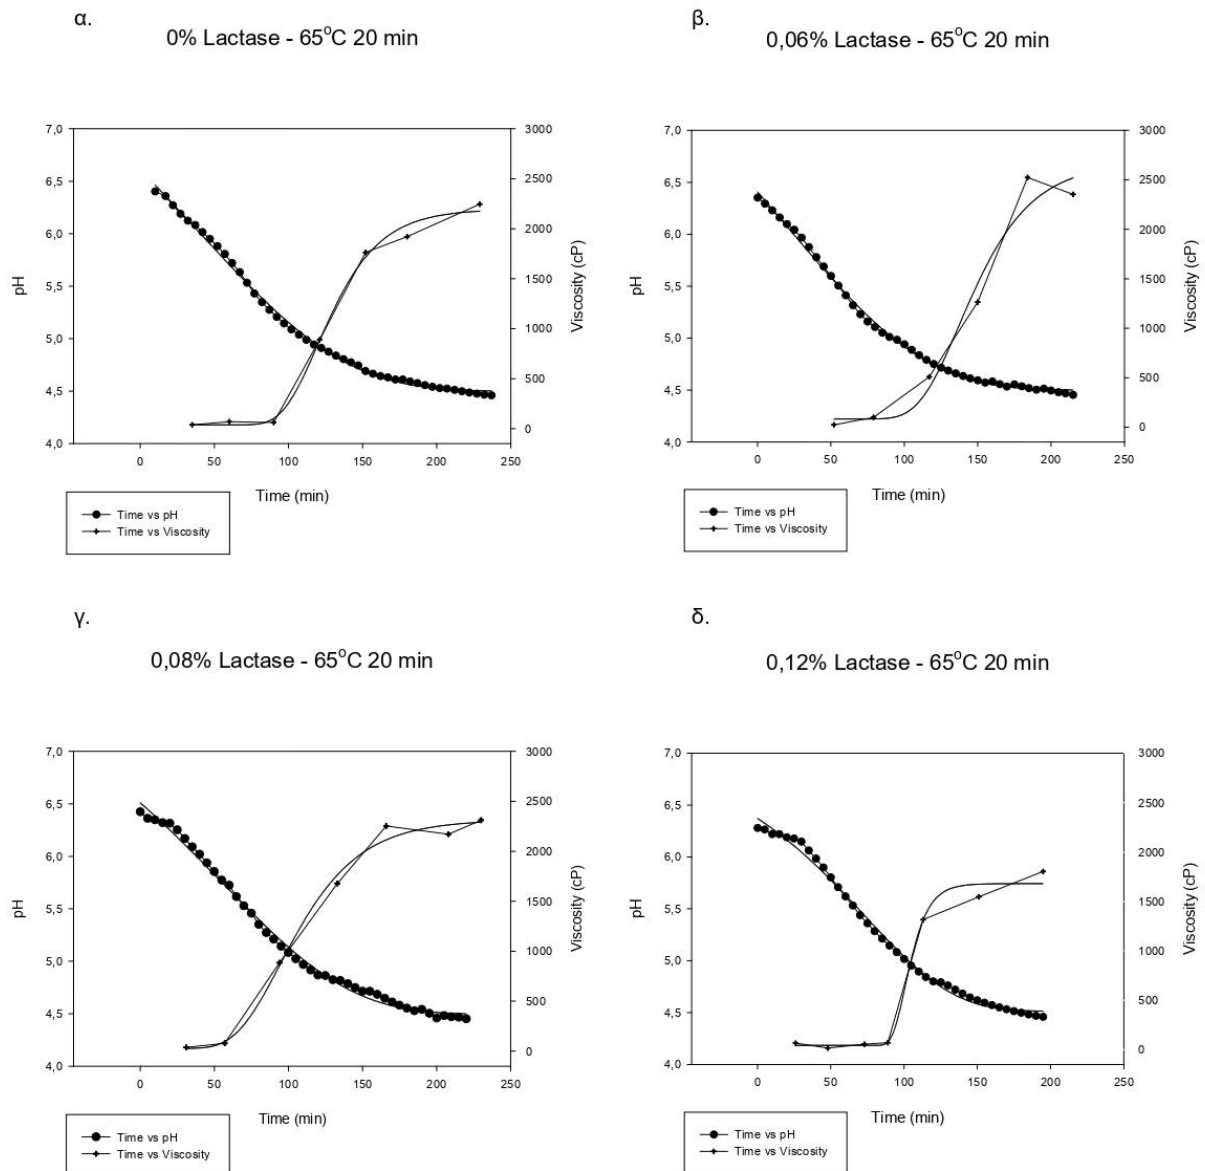 α.
0% Lactase - 65°C 20 min
7,0
6,5
6,0
5,5
5,0
4,5
4,0
pH
3000
2500
2000
1500
1000
500
0
Viscosity (cP)
0 50 100 150 200 250
Time (min)
Time vs pH
Time vs Viscosity
β.
0,06% Lactase - 65°C 20 min
7,0
6,5
6,0
5,5
5,0
4,5
4,0
pH
3000
2500
2000
1500
1000
500
0
Viscosity (cP)
0 50 100 150 200 250
Time (min)
Time vs pH
Time vs Viscosity
γ.
0,08% Lactase - 65°C 20 min
7,0
6,5
6,0
5,5
5,0
4,5
4,0
pH
3000
2500
2000
1500
1000
500
0
Viscosity (cP)
0 50 100 150 200 250
Time (min)
Time vs pH
Time vs Viscosity
δ.
0,12% Lactase - 65°C 20 min
7,0
6,5
6,0
5,5
5,0
4,5
4,0
pH
3000
2500
2000
1500
1000
500
0
Viscosity (cP)
0 50 100 150 200 250
Time (min)
Time vs pH
Time vs Viscosity